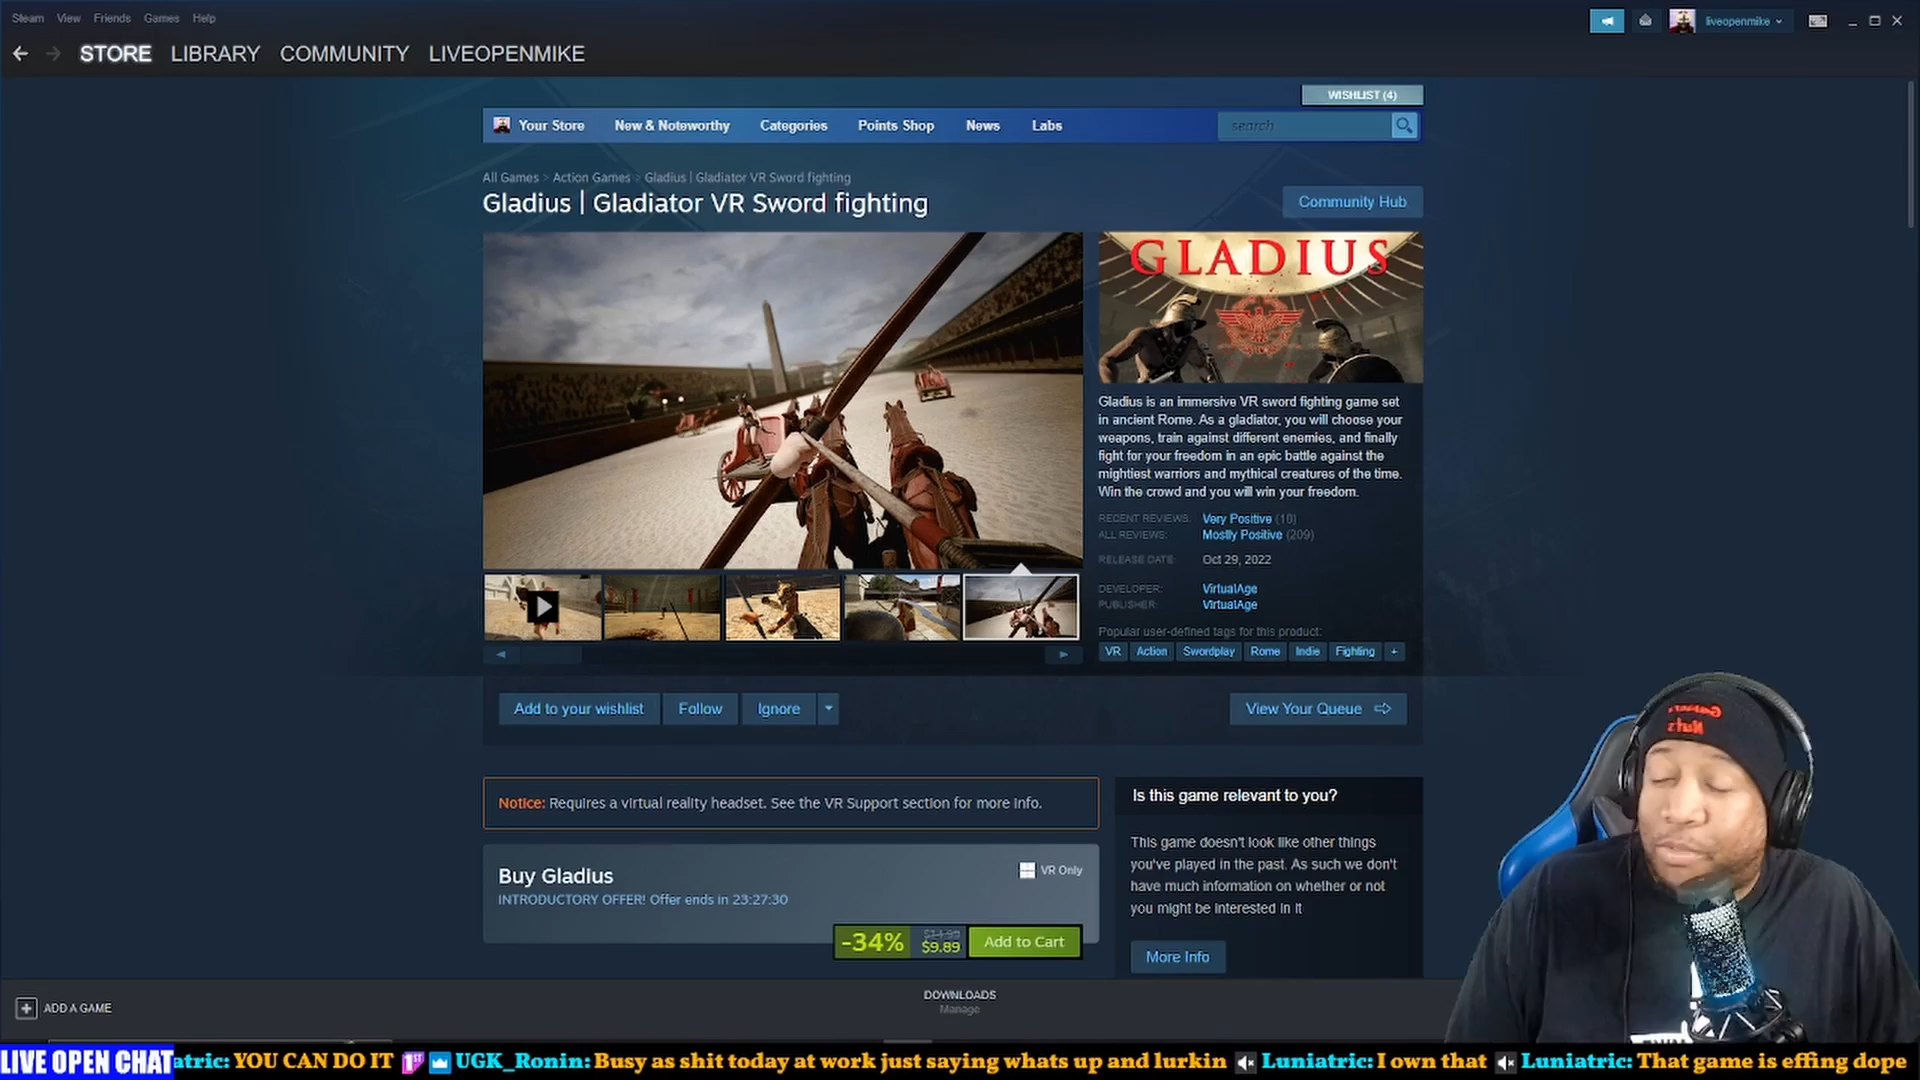 Steam View Friends Games Help
liveopenmike
STORE LIBRARY COMMUNITY LIVEOPENMIKE
WISHLIST (4)
Your Store New & Noteworthy Categories Points Shop News Labs
search
All Games > Action Games > Gladius | Gladiator VR Sword fighting
Gladius | Gladiator VR Sword fighting
Community Hub
GLADIUS
Gladius is an immersive VR sword fighting game set
in ancient Rome. As a gladiator, you will choose your
weapons, train against different enemies, and finally
fight for your freedom in an epic battle against the
mightiest warriors and mythical creatures of the time.
Win the crowd and you will win your freedom.
RECENT REVIEWS: Very Positive (10)
ALL REVIEWS: Mostly Positive (209)
RELEASE DATE: Oct 29, 2022
DEVELOPER: VirtualAge
PUBLISHER: VirtualAge
Popular user-defined tags for this product:
VR Action Swordplay Rome Indie Fighting +
Add to your wishlist Follow Ignore
View Your Queue
Notice: Requires a virtual reality headset. See the VR Support section for more info.
Is this game relevant to you?
This game doesn't look like other things
you've played in the past. As such we don't
have much information on whether or not
you might be interested in it
More Info
Buy Gladius
VR Only
INTRODUCTORY OFFER! Offer ends in 23:27:30
-34% $14.99 $9.89 Add to Cart
ADD A GAME
DOWNLOADS
Manage
LIVE OPEN CHAT
atric: YOU CAN DO IT UGK_Ronin: Busy as shit today at work just saying whats up and lurkin Luniatric: I own that Luniatric: That game is effing dope